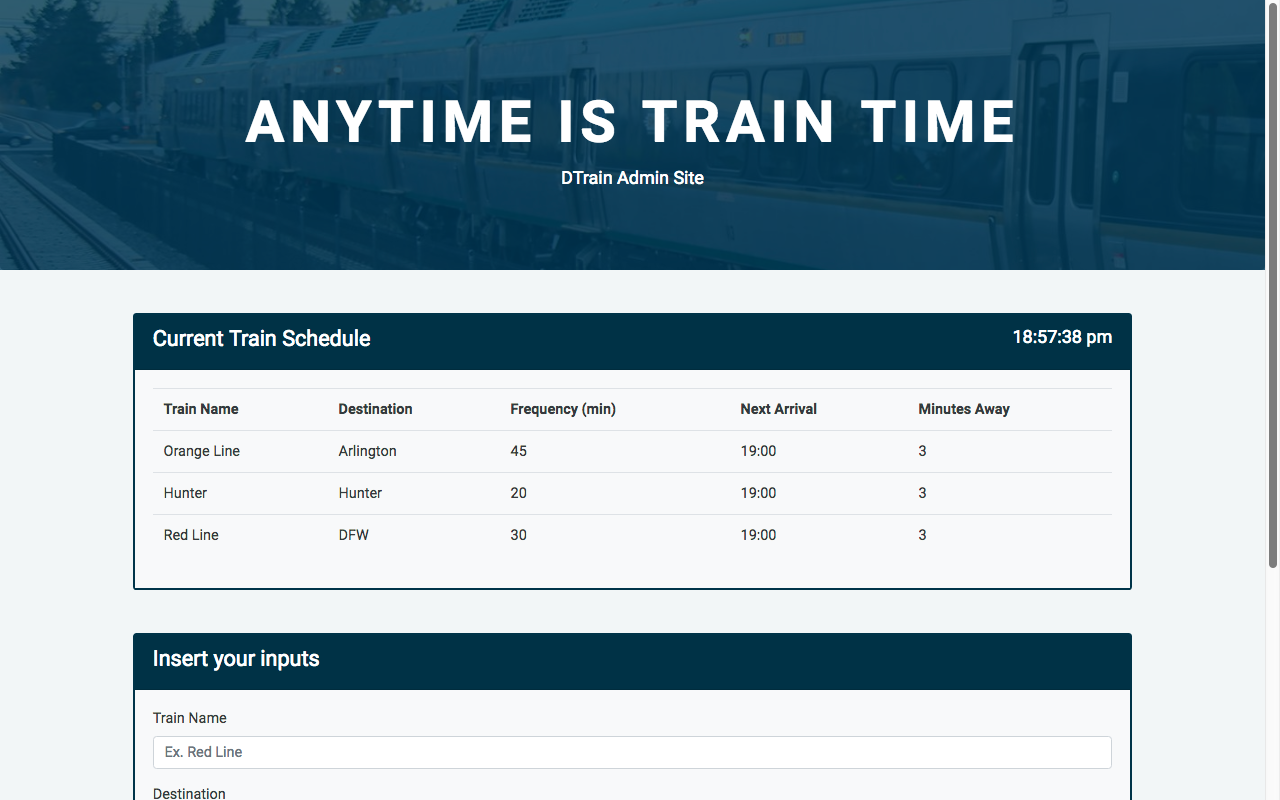 ANYTIME IS TRAIN TIME
DTrain Admin Site
Current Train Schedule 18:57:38 pm
Train Name Destination Frequency (min) Next Arrival Minutes Away
Orange Line Arlington 45 19:00 3
Hunter Hunter 20 19:00 3
Red Line DFW 30 19:00 3
Insert your inputs
Train Name
Ex. Red Line
Destination